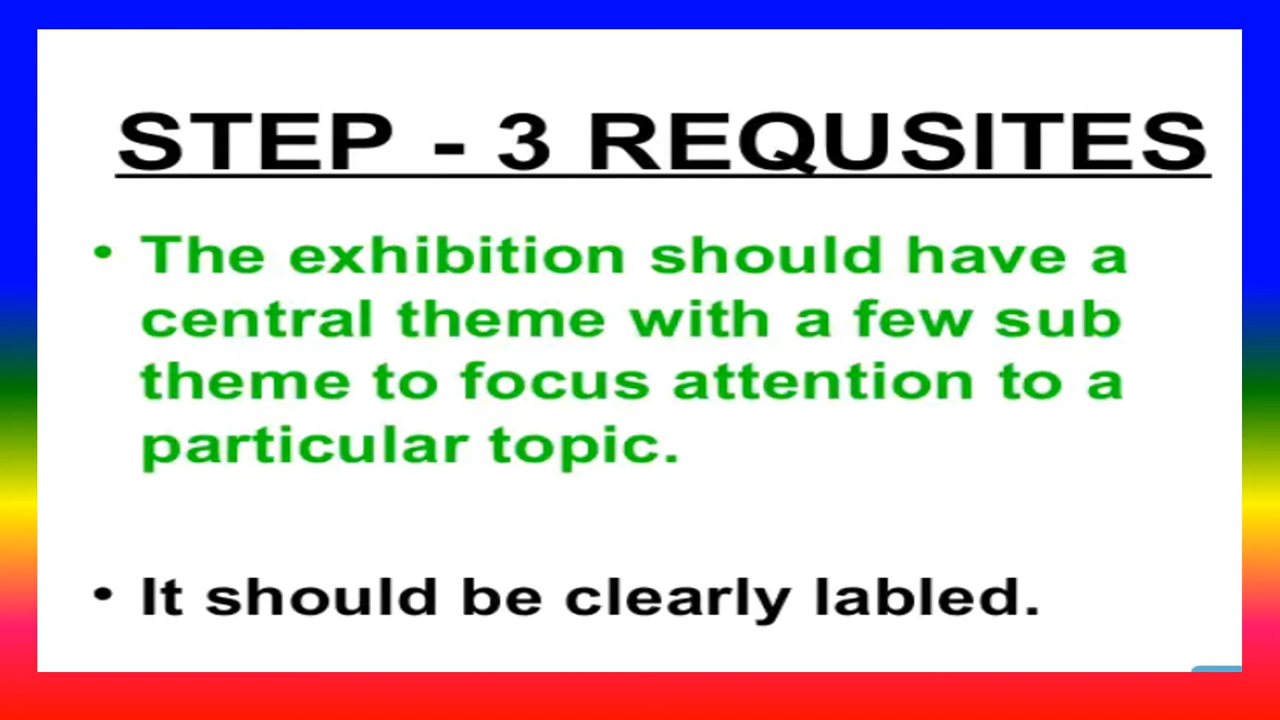 STEP - 3 REQUSITES
• The exhibition should have a
central theme with a few sub
theme to focus attention to a
particular topic.
• It should be clearly labled.